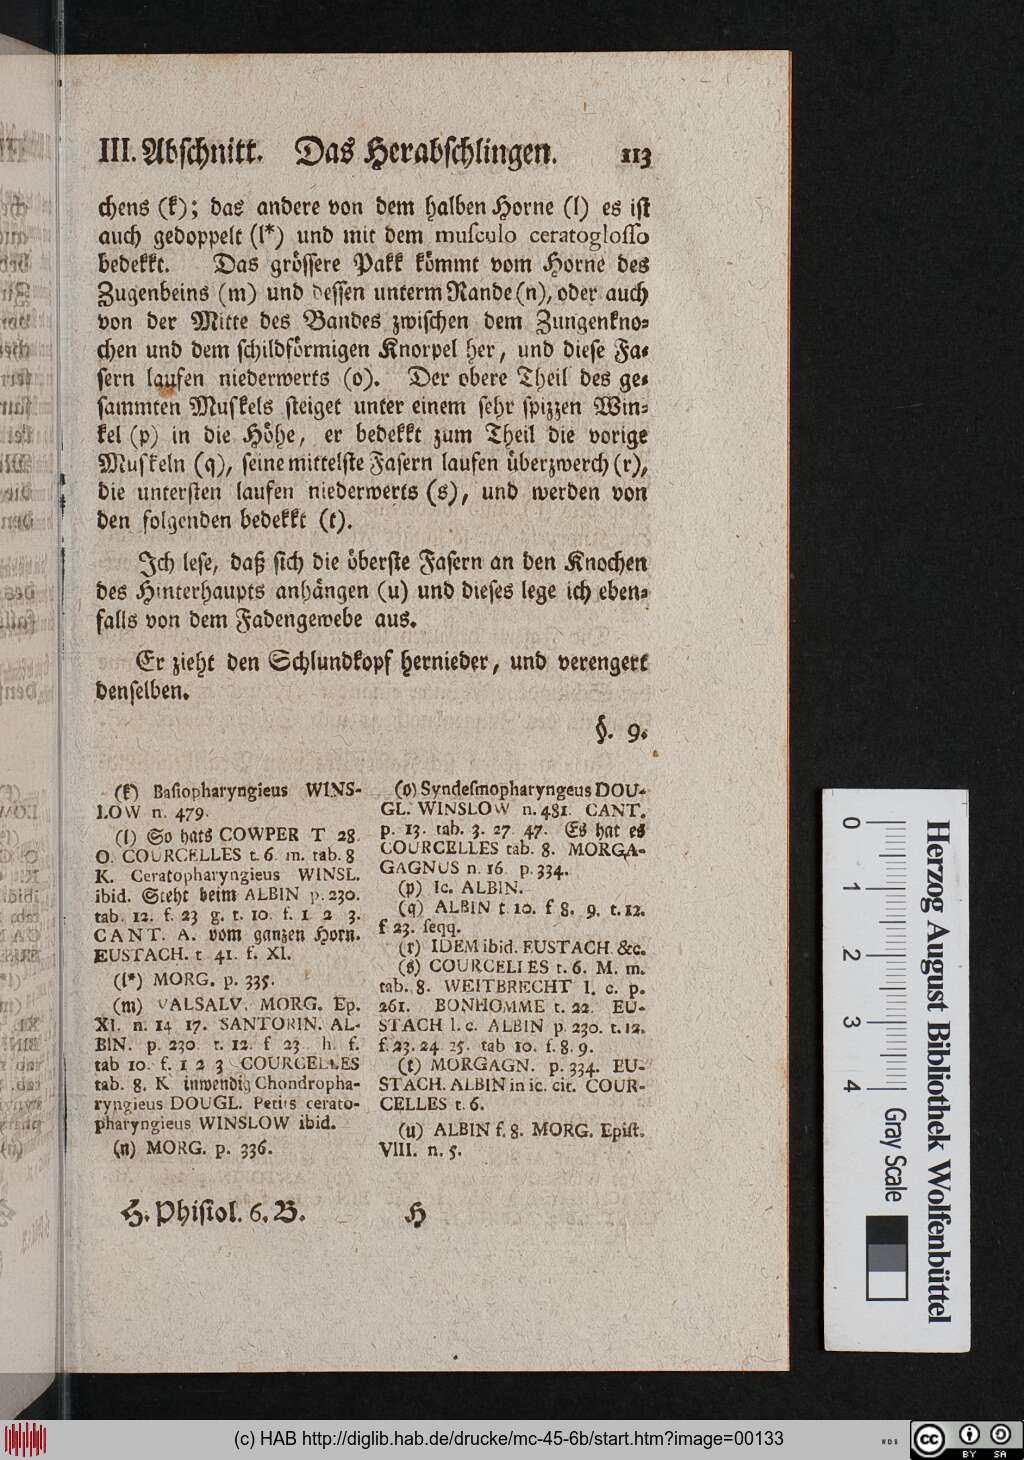 III. Abſchnitt. Das Herabſchlingen. 113
chens (k); das andere von dem halben Horne (l) es iſt
auch gedoppelt (l*) und mit dem muſculo ceratogloſſo
bedekkt. Das gröſſere Pakk kömmt vom Horne des
Zugenbeins (m) und deſſen unterm Rande (n), oder auch
von der Mitte des Bandes zwiſchen dem Zungenkno⸗
chen und dem ſchildförmigen Knorpel her, und dieſe Fa⸗
ſern laufen niederwerts (o). Der obere Theil des ge⸗
ſammten Muſkels ſteiget unter einem ſehr ſpizzen Win⸗
kel (p) in die Höhe, er bedekkt zum Theil die vorige
Muſkeln (q), ſeine mittelſte Faſern laufen überzwerch (r),
die unterſten laufen niederwerts (s), und werden von
den folgenden bedekkt (t).
Ich leſe, daß ſich die öberſte Faſern an den Knochen
des Hinterhaupts anhängen (u) und dieſes lege ich eben⸗
falls von dem Fadengewebe aus.
Er zieht den Schlundkopf hernieder, und verengert
denſelben.
§. 9.
(k) Baſiopharyngieus WINS-
LOW n. 479.
(l) So hats COWPER T 28.
O. COURCELLES t. 6. m. tab. 8
K. Ceratopharyngieus WINSL.
ibid. Steht beim ALBIN p. 230.
tab. 12. f. 23 g. t. 10. f. 1 2 3.
CANT. A. vom ganzen Horn.
EUSTACH. t 41. f. XI.
(l*) MORG. p. 335.
(m) VALSALV. MORG. Ep.
XI. n. 14 17. SANTORIN. AL-
BIN. p. 230. t. 12. f 23 h. f.
tab 10. f. 1 2 3 COURCELLES
tab. 8. K inwendig Chondropha-
ryngieus DOUGL. Petits cerato-
pharyngieus WINSLOW ibid.
(n) MORG. p. 336.
(o) Syndeſmopharyngeus DOU-
GL. WINSLOW n. 481. CANT.
p. 13. tab. 3. 27. 47. Es hat es
COURCELLES tab. 8. MORGA-
GAGNUS n. 16. p. 334.
(p) Ic. ALBIN.
(q) ALBIN t. 10. f 8. 9. t. 12.
f 23. ſeqq.
(r) IDEM ibid. EUSTACH. &c.
(s) COURCELLES t. 6. M. m.
tab. 8. WEITBRECHT l. c. p.
261. BONHOMME t. 22. EU-
STACH l. c. ALBIN p. 230. t. 12.
f. 23. 24 25. tab 10. f. 8. 9.
(t) MORGAGN. p. 334. EU-
STACH. ALBIN in ic. cit. COUR-
CELLES t. 6.
(u) ALBIN f. 8. MORG. Epiſt.
VIII. n. 5.
H. Phiſiol. 6. B. H
0 1 2 3 4 Gray Scale
Herzog August Bibliothek Wolfenbüttel
(c) HAB http://diglib.hab.de/drucke/mc-45-6b/start.htm?image=00133
cc BY SA